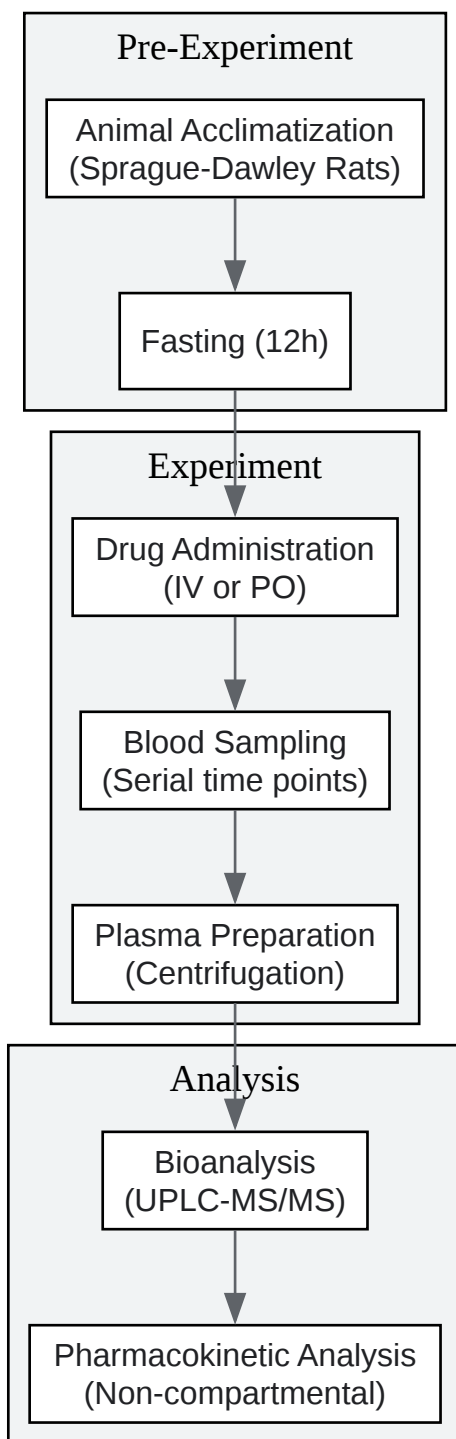 Pre-Experiment
Animal Acclimatization
(Sprague-Dawley Rats)
Fasting (12h)
Experiment
Drug Administration
(IV or PO)
Blood Sampling
(Serial time points)
Plasma Preparation
(Centrifugation)
Analysis
Bioanalysis
(UPLC-MS/MS)
Pharmacokinetic Analysis
(Non-compartmental)